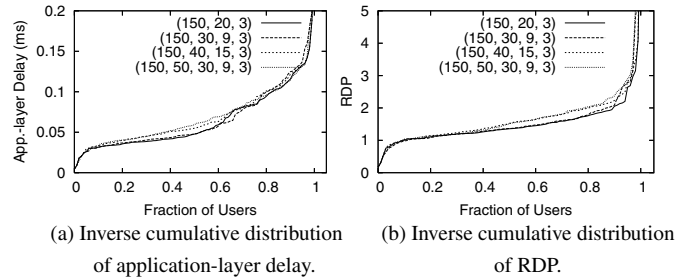 0.2
0.15
0.1
0.05
0
App.-layer Delay (ms)
(150, 20, 3)
(150, 30, 9, 3)
(150, 40, 15, 3)
(150, 50, 30, 9, 3)
0 0.2 0.4 0.6 0.8 1
Fraction of Users
(a) Inverse cumulative distribution
of application-layer delay.
5
4
3
2
1
0
RDP
(150, 20, 3)
(150, 30, 9, 3)
(150, 40, 15, 3)
(150, 50, 30, 9, 3)
0 0.2 0.4 0.6 0.8 1
Fraction of Users
(b) Inverse cumulative distribution
of RDP.